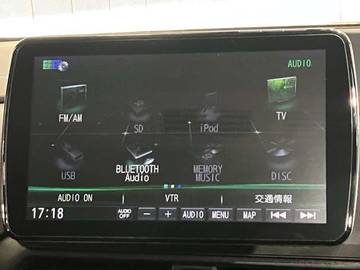 AUDIO
FM/AM
SD
iPod
TV
USB
BLUETOOTH
Audio
MEMORY
MUSIC
DISC
AUDIO ON
VTR
交通情報
17:18
AUDIO
OFF
− + AUDIO MENU MAP